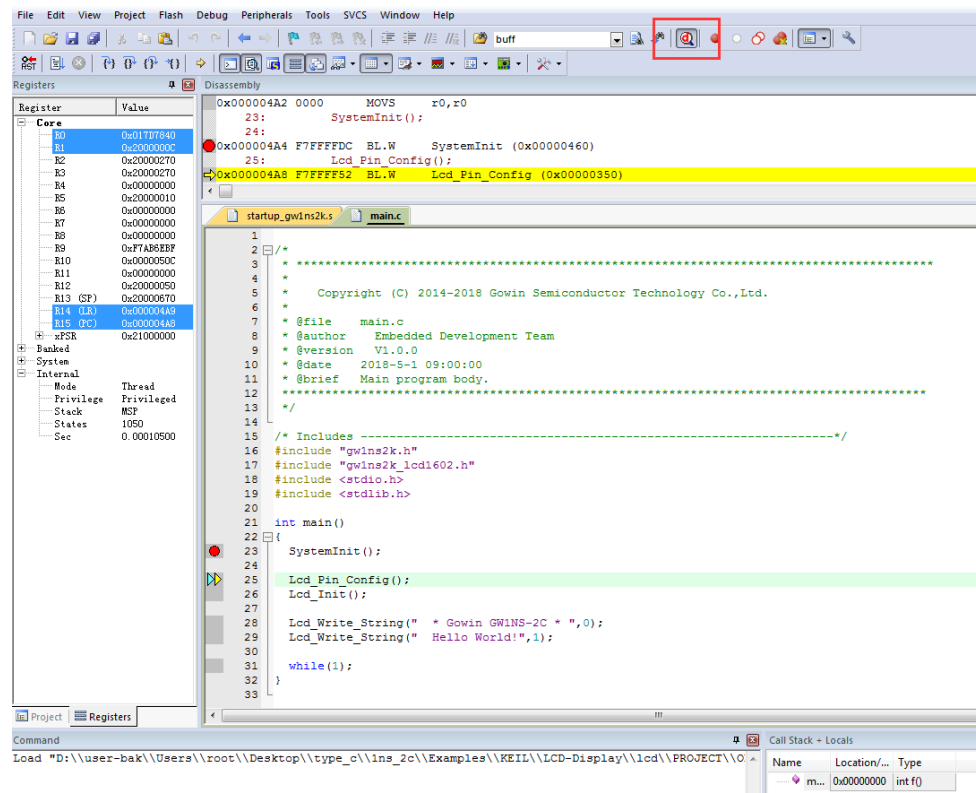 File Edit View Project Flash Debug Peripherals Tools SVCS Window Help
buff
RST
Registers
Register Value
Core
R0 0x017D7840
R1 0x2000000C
R2 0x20000270
R3 0x20000270
R4 0x00000000
R5 0x20000010
R6 0x00000000
R7 0x00000000
R8 0x00000000
R9 0xF7AB6EBF
R10 0x0000050C
R11 0x00000000
R12 0x20000050
R13 (SP) 0x20000670
R14 (LR) 0x000004A9
R15 (PC) 0x000004A8
xPSR 0x21000000
Banked
System
Internal
Mode Thread
Privilege Privileged
Stack MSP
States 1050
Sec 0.00010500
Project Registers
Disassembly
0x000004A2 0000 MOVS r0,r0
23: SystemInit();
24:
0x000004A4 F7FFFFDC BL.W SystemInit (0x00000460)
25: Lcd_Pin_Config();
0x000004A8 F7FFFF52 BL.W Lcd_Pin_Config (0x00000350)
startup_gw1ns2k.s main.c
1
2 /*
3 * *****************************************************************************************
4 *
5 * Copyright (C) 2014-2018 Gowin Semiconductor Technology Co.,Ltd.
6 *
7 * @file main.c
8 * @author Embedded Development Team
9 * @version V1.0.0
10 * @date 2018-5-1 09:00:00
11 * @brief Main program body.
12 ******************************************************************************************
13 */
14
15 /* Includes ------------------------------------------------------------------*/
16 #include "gw1ns2k.h"
17 #include "gw1ns2k_lcd1602.h"
18 #include <stdio.h>
19 #include <stdlib.h>
20
21 int main()
22 {
23 SystemInit();
24
25 Lcd_Pin_Config();
26 Lcd_Init();
27
28 Lcd_Write_String("  * Gowin GW1NS-2C * ",0);
29 Lcd_Write_String("  Hello World!",1);
30
31 while(1);
32 }
33
Command
Load "D:\\user-bak\\Users\\root\\Desktop\\type_c\\1ns_2c\\Examples\\KEIL\\LCD-Display\\lcd\\PROJECT\\O
Call Stack + Locals
Name Location/... Type
m... 0x00000000 int f()